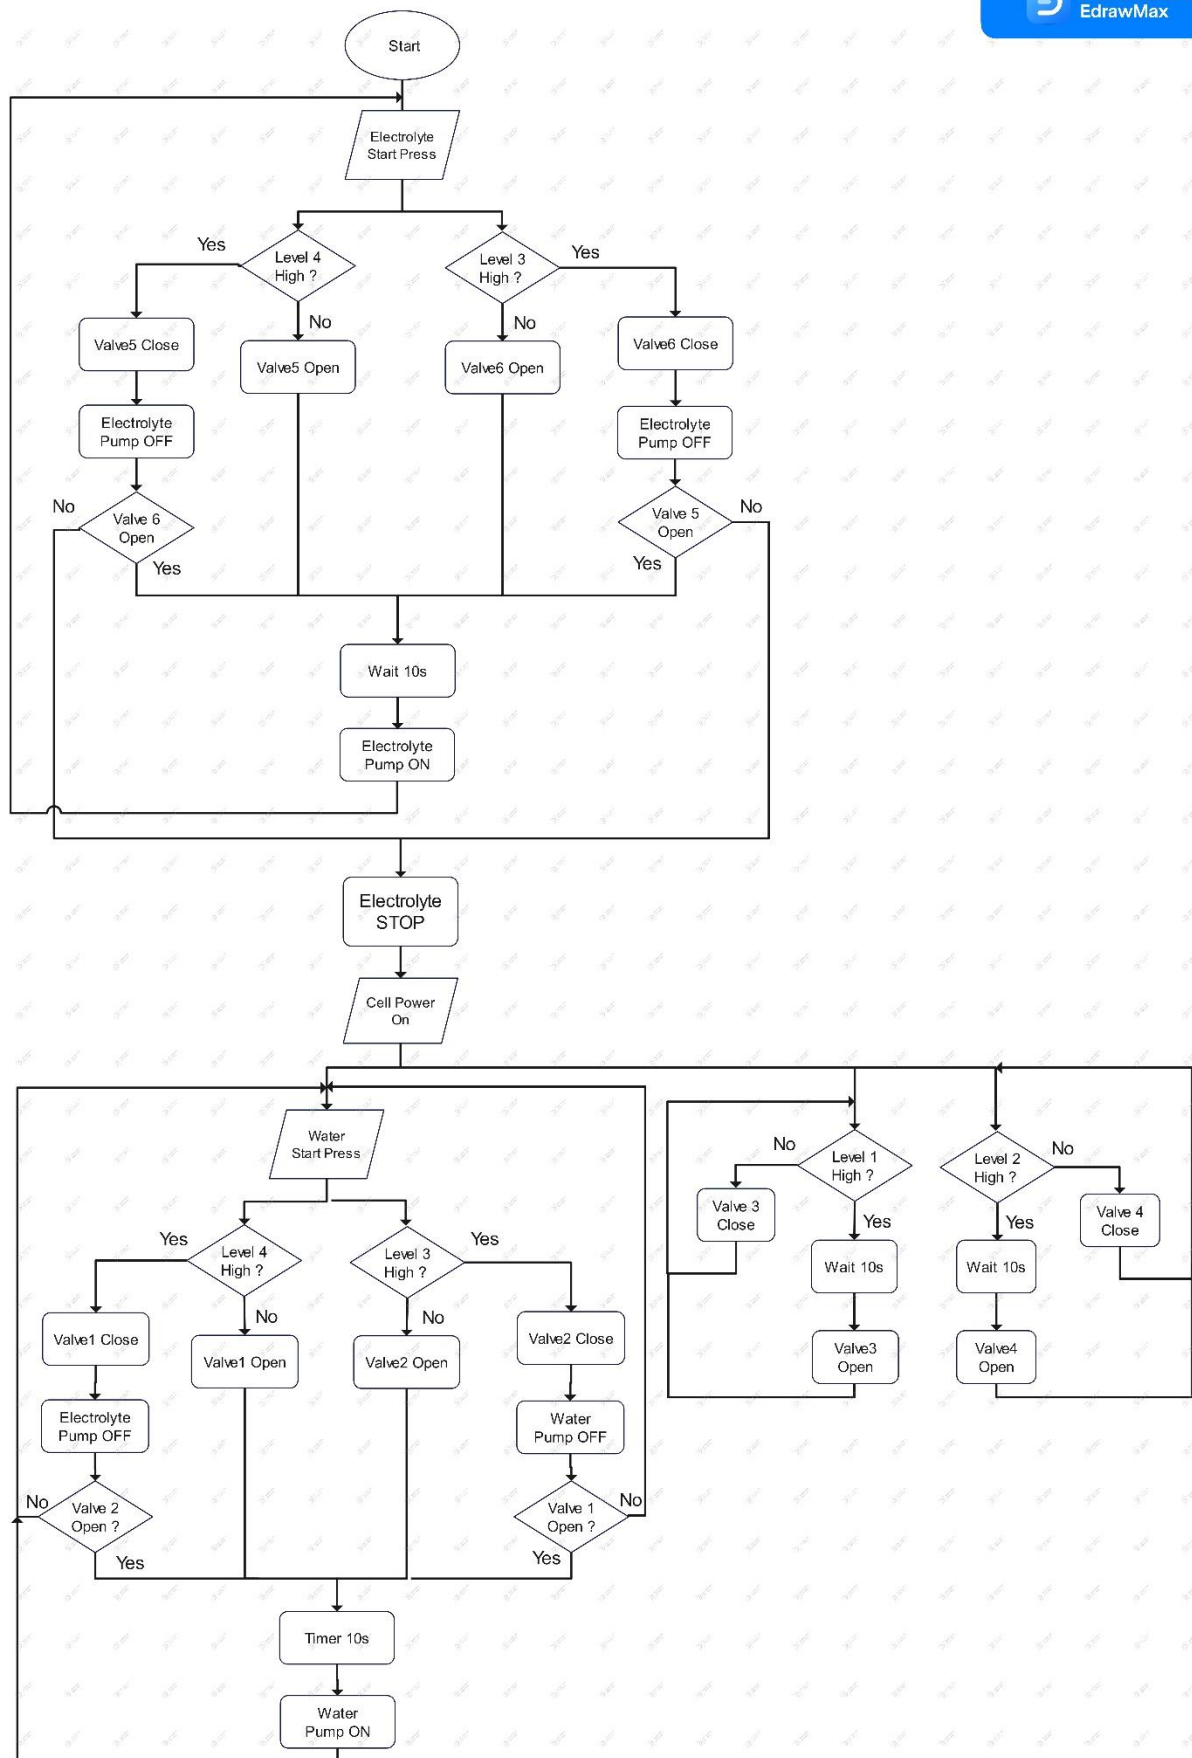 EdrawMax
Start
Electrolyte
Start Press
Yes
Level 4
High ?
Level 3
High ?
Yes
No
No
Valve5 Close
Valve5 Open
Valve6 Open
Valve6 Close
Electrolyte
Pump OFF
Electrolyte
Pump OFF
No
Valve 6
Open
Yes
Valve 5
Open
No
Yes
Wait 10s
Electrolyte
Pump ON
Electrolyte
STOP
Cell Power
On
Water
Start Press
No
Level 1
High ?
Level 2
High ?
No
Valve 3
Close
Yes
Yes
Valve 4
Close
Yes
Level 4
High ?
Level 3
High ?
Yes
Wait 10s
Wait 10s
No
No
Valve1 Close
Valve1 Open
Valve2 Open
Valve2 Close
Valve3
Open
Valve4
Open
Electrolyte
Pump OFF
Water
Pump OFF
No
Valve 2
Open ?
Yes
Valve 1
Open ?
No
Yes
Timer 10s
Water
Pump ON